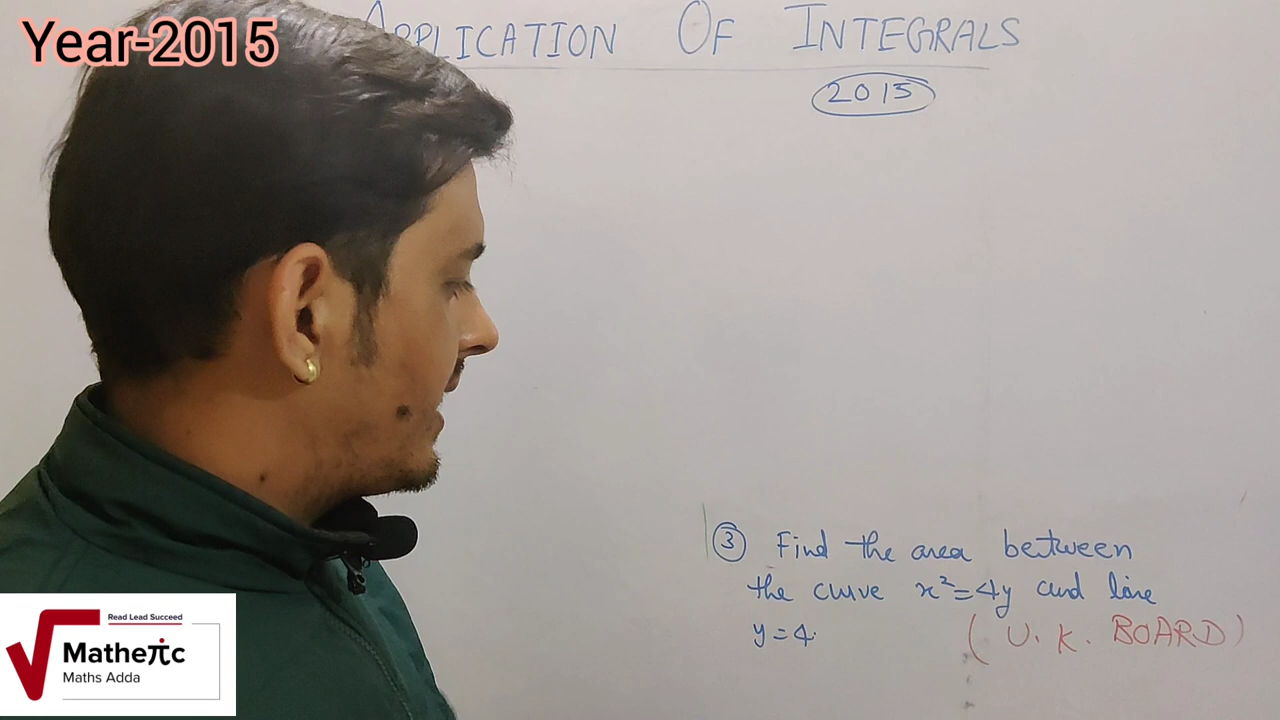 Year-2015
APPLICATION OF INTEGRALS
2015
③ Find the area between
the curve x²=4y and line
y=4.
(U.K. BOARD)
Read Lead Succeed
Matheπc
Maths Adda